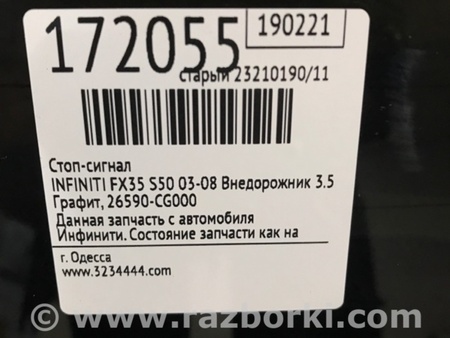 172055
190221
старый 23210190/11
Стоп-сигнал
INFINITI FX35 S50 03-08 Внедорожник 3.5
Графит, 26590-CG000
Данная запчасть с автомобиля
Инфинити. Состояние запчасти как на
г. Одесса
www.3234444.com
© www.razborki.com